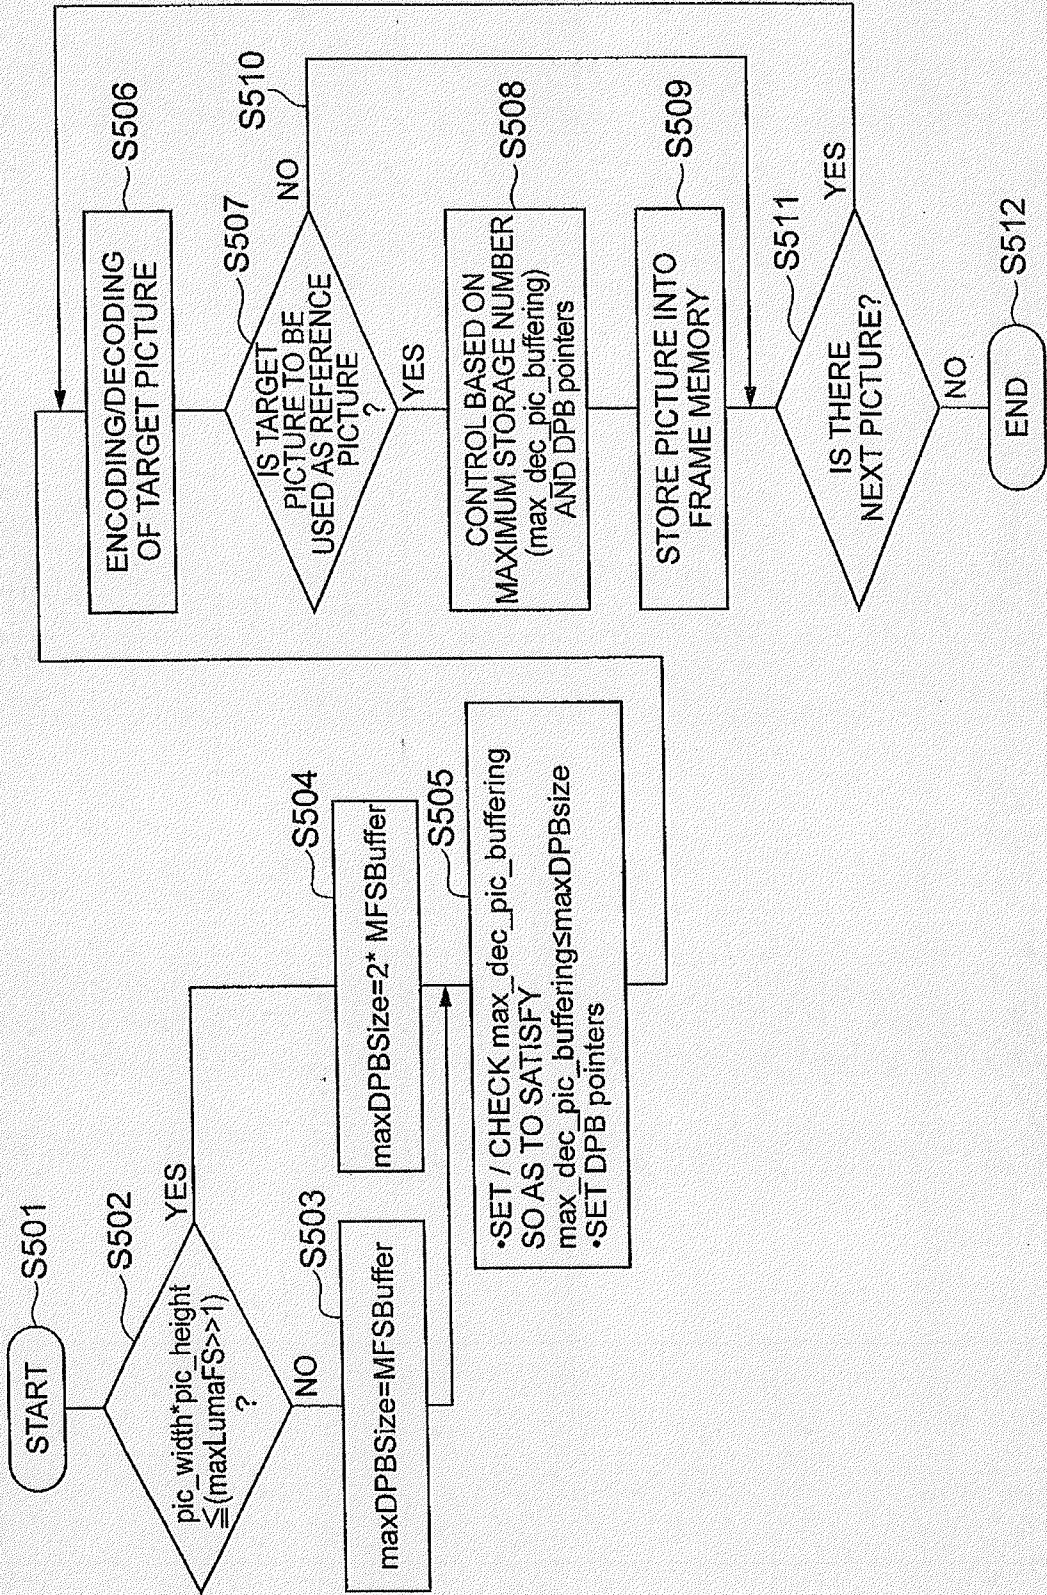 START
S501
pic_width*pic_height
≦(maxLumaFS>>1)
?
S502
YES
NO
maxDPBSize=MFSBuffer
S503
maxDPBSize=2* MFSBuffer
S504
•SET / CHECK max_dec_pic_buffering
SO AS TO SATISFY
max_dec_pic_buffering≤maxDPBsize
•SET DPB pointers
S505
ENCODING/DECODING
OF TARGET PICTURE
S506
IS TARGET
PICTURE TO BE
USED AS REFERENCE
PICTURE
?
S507
NO
S510
YES
CONTROL BASED ON
MAXIMUM STORAGE NUMBER
(max_dec_pic_buffering)
AND DPB pointers
S508
STORE PICTURE INTO
FRAME MEMORY
S509
IS THERE
NEXT PICTURE?
S511
YES
NO
END
S512